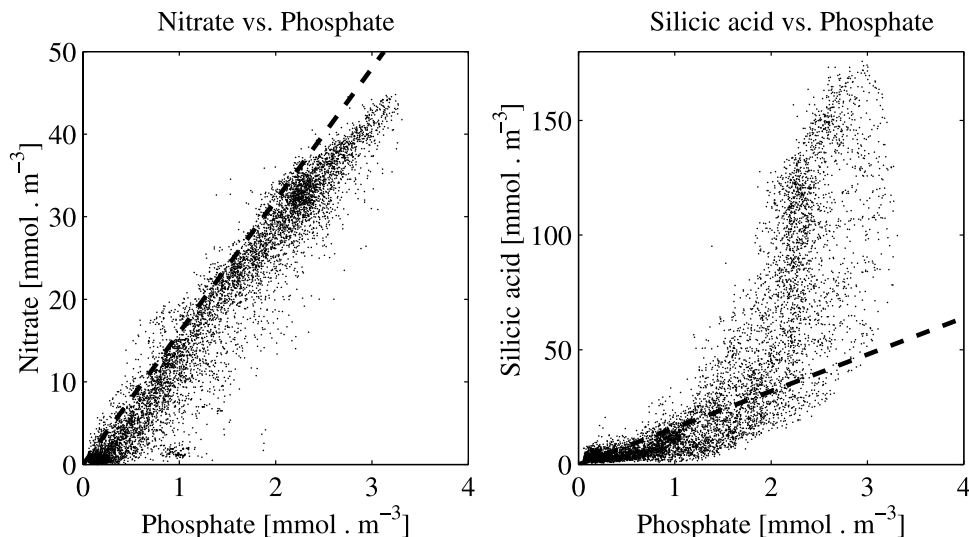 Nitrate vs. Phosphate
Nitrate [mmol . m⁻³]
50
40
30
20
10
0
0 1 2 3 4
Phosphate [mmol . m⁻³]
Silicic acid vs. Phosphate
Silicic acid [mmol . m⁻³]
150
100
50
0
0 1 2 3 4
Phosphate [mmol . m⁻³]